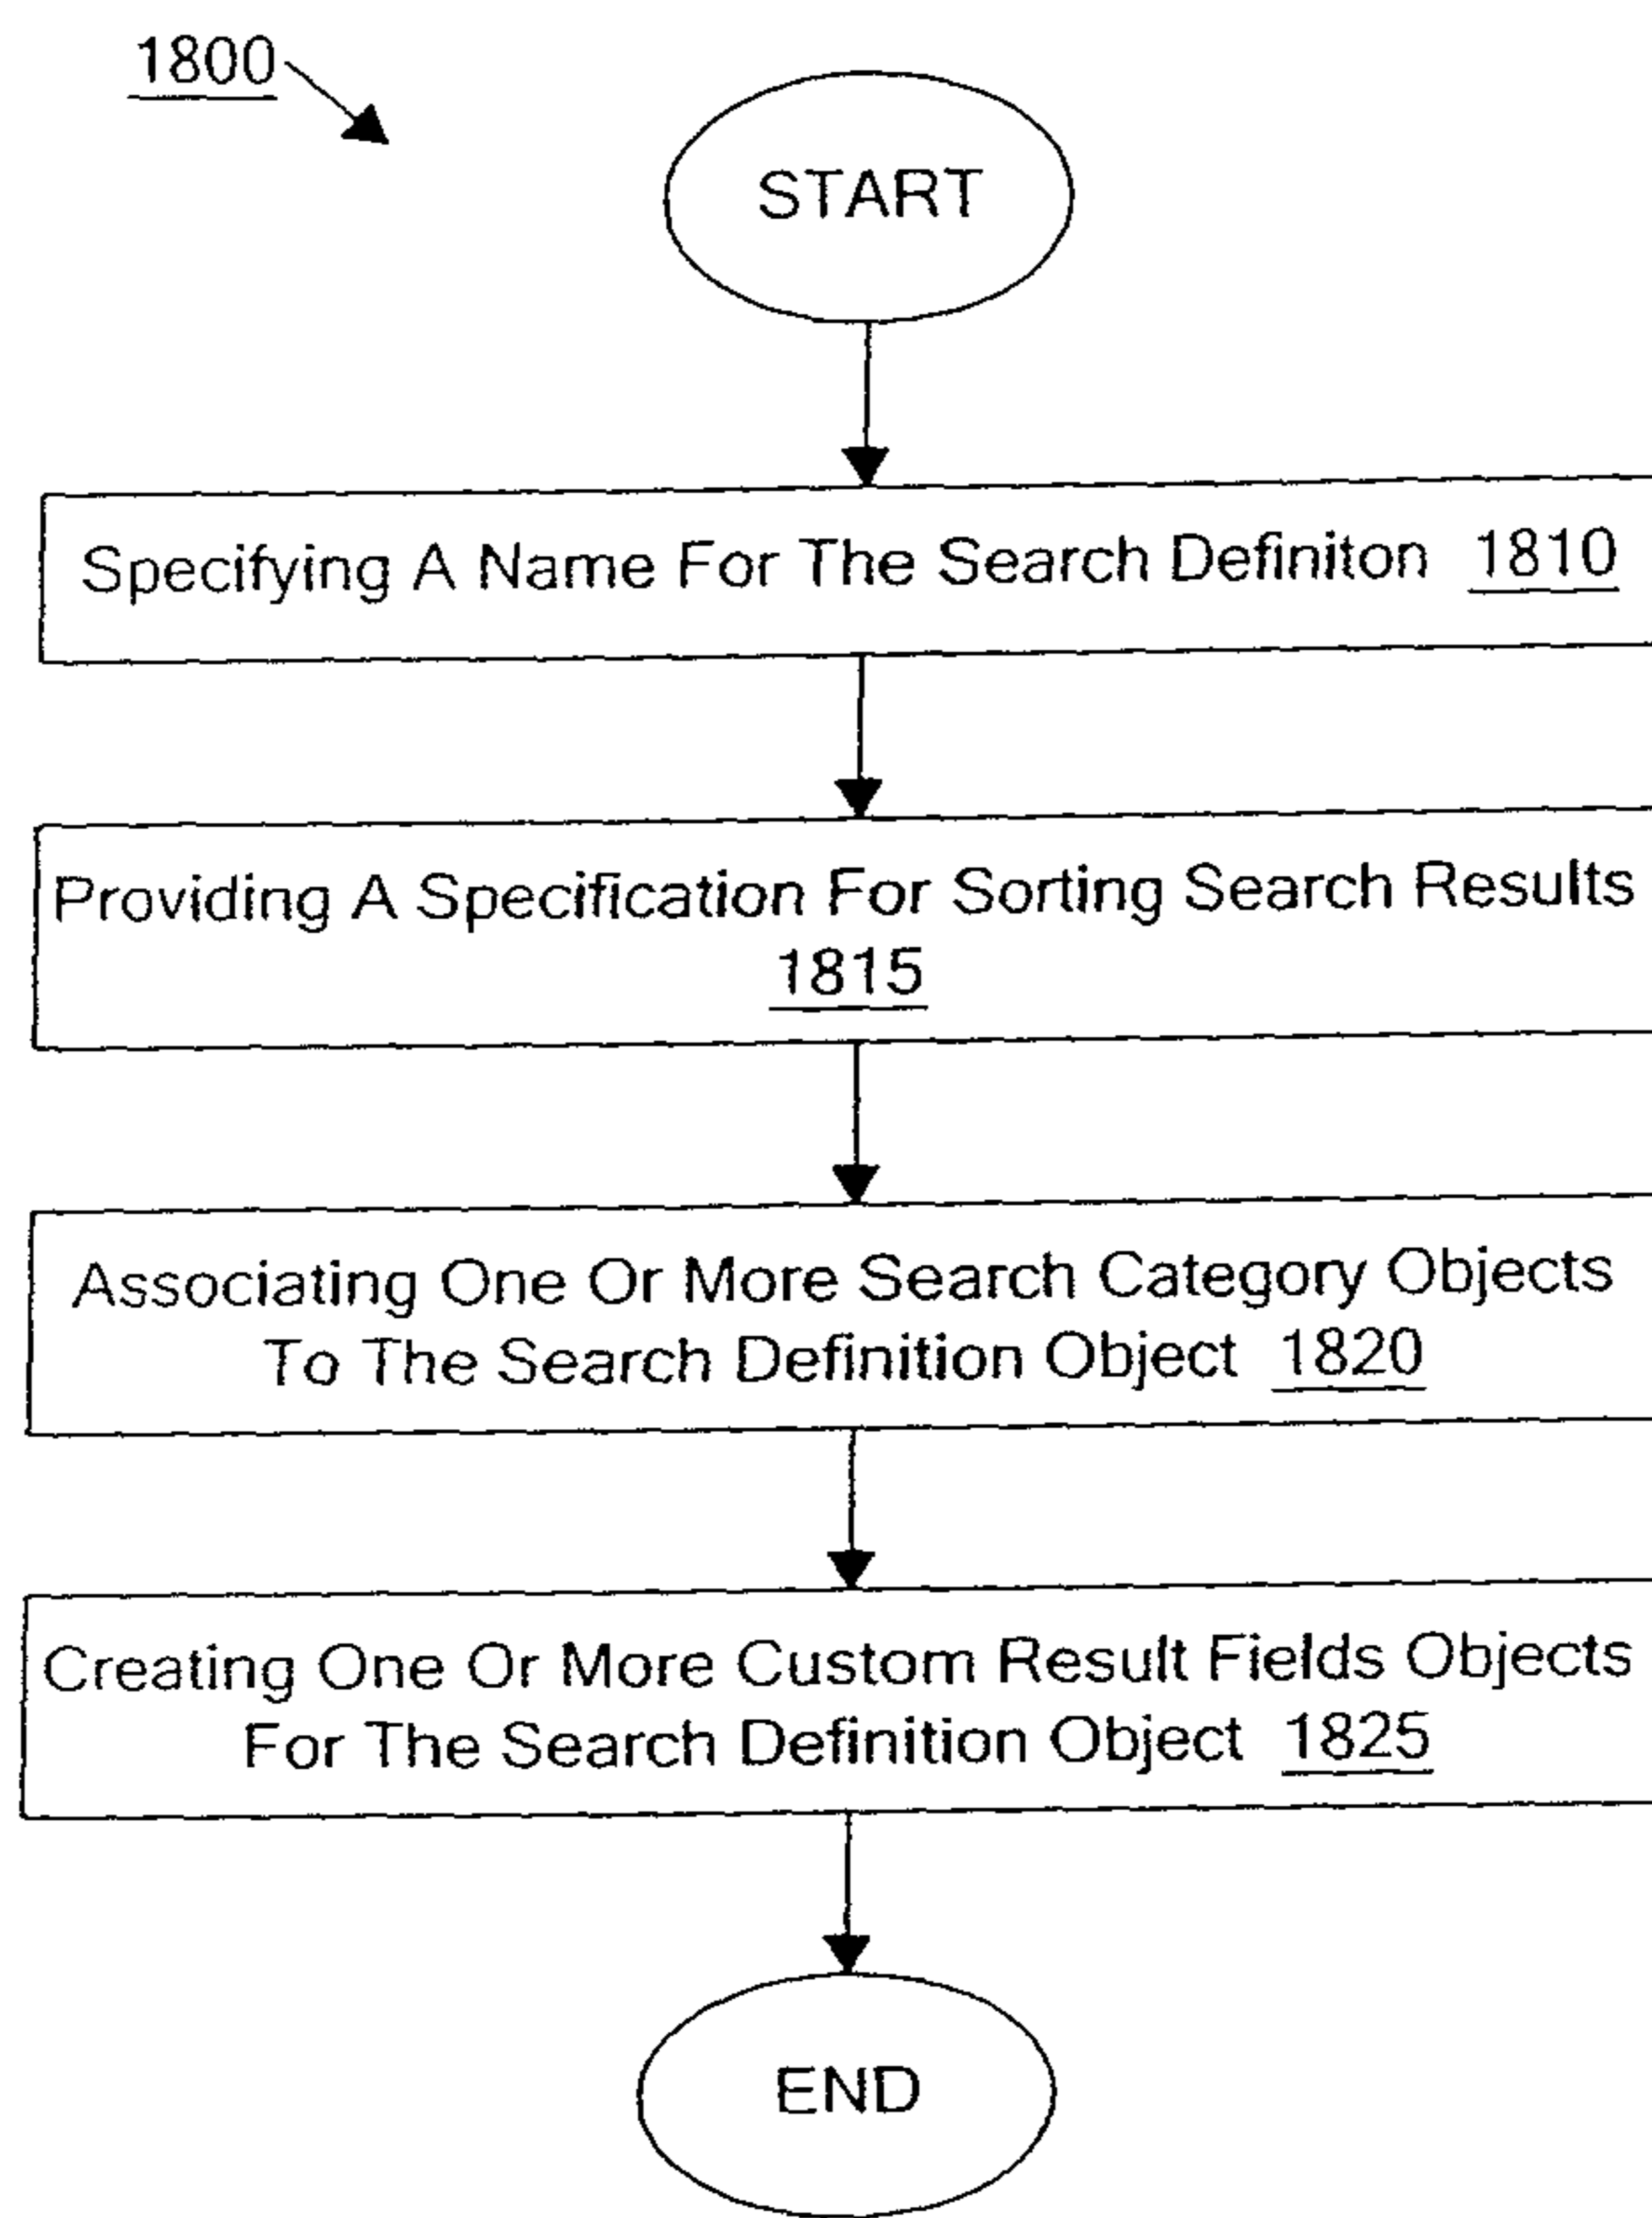 1800
START
Specifying A Name For The Search Definiton 1810
Providing A Specification For Sorting Search Results
1815
Associating One Or More Search Category Objects
To The Search Definition Object 1820
Creating One Or More Custom Result Fields Objects
For The Search Definition Object 1825
END